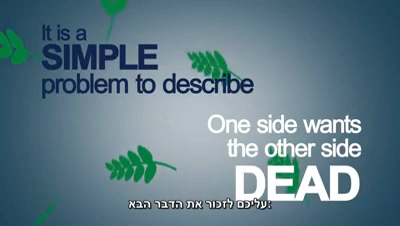 It is a
SIMPLE
problem to describe
One side wants
the other side
DEAD
עליכם לזכור את הדבר הבא: